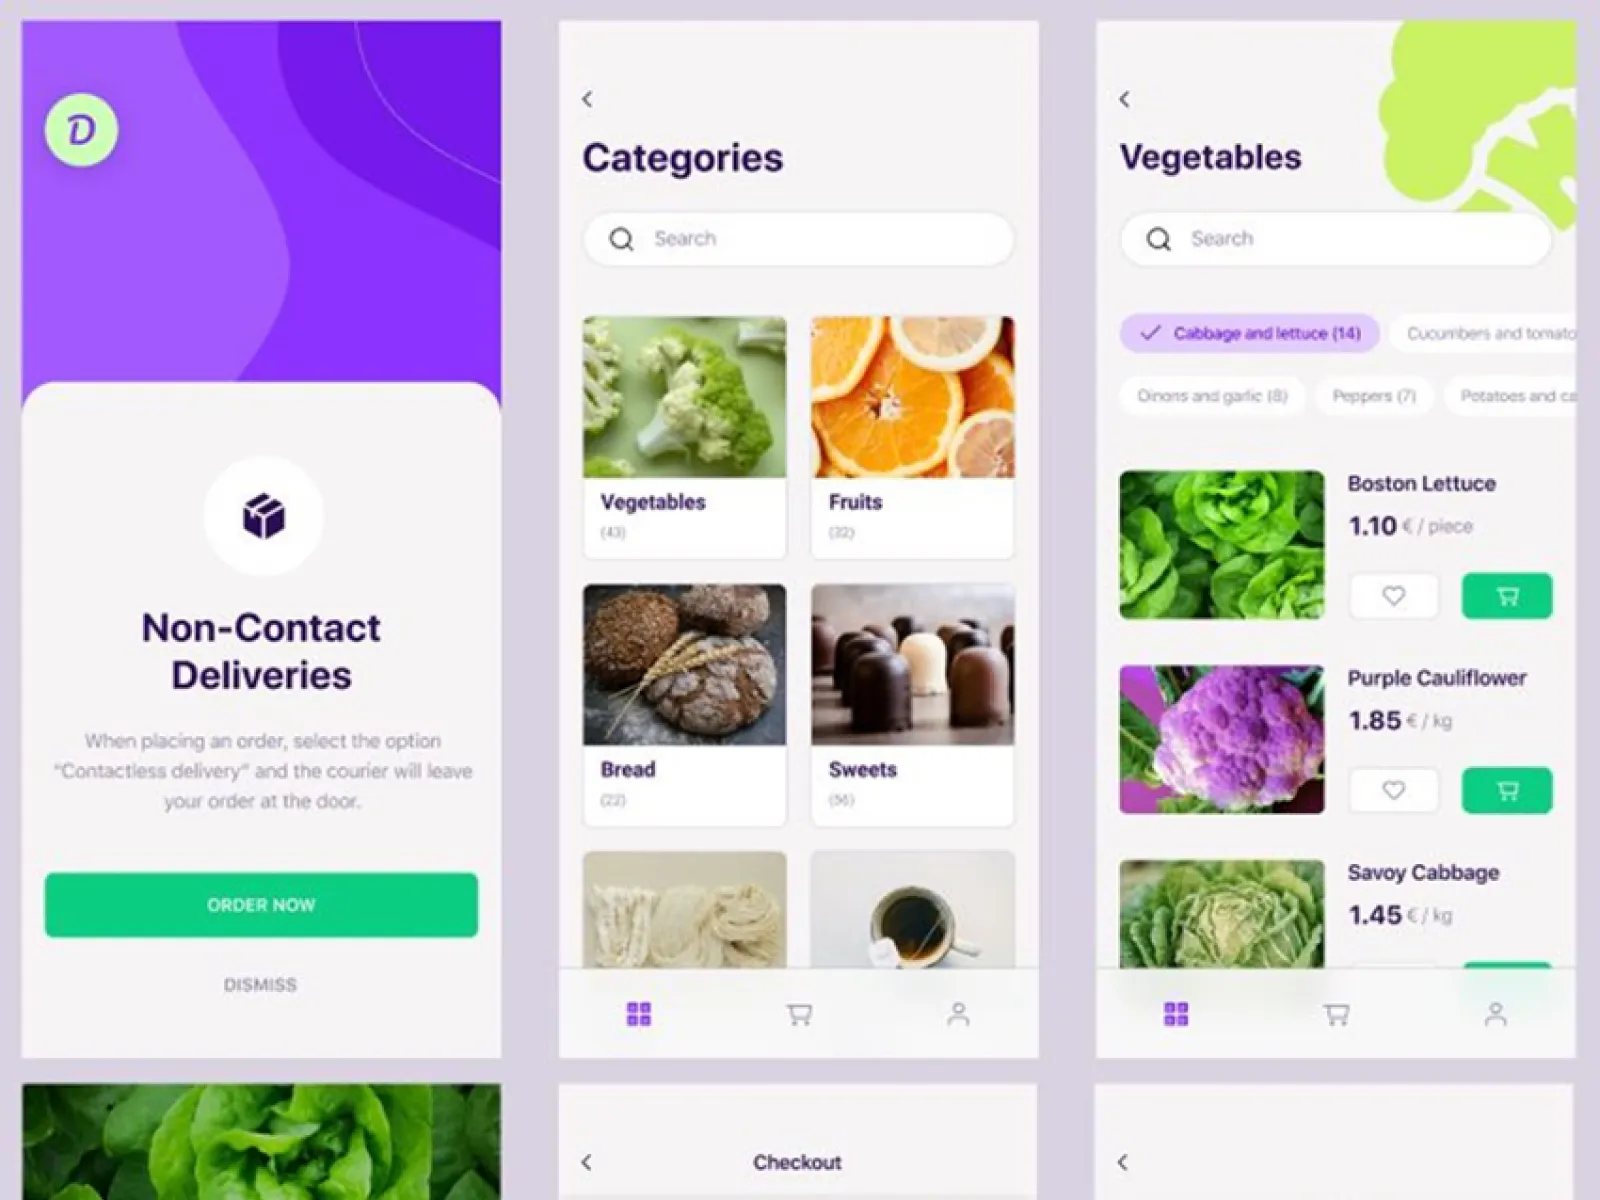 D
Non-Contact
Deliveries
When placing an order, select the option
“Contactless delivery” and the courier will leave
your order at the door.
ORDER NOW
DISMISS
Categories
Search
Vegetables
(43)
Fruits
(32)
Bread
(22)
Sweets
(56)
Vegetables
Search
Cabbage and lettuce (14)
Cucumbers and tomato
Oinons and garlic (8)
Peppers (7)
Potatoes and ca
Boston Lettuce
1.10 € / piece
Purple Cauliflower
1.85 € / kg
Savoy Cabbage
1.45 € / kg
Checkout